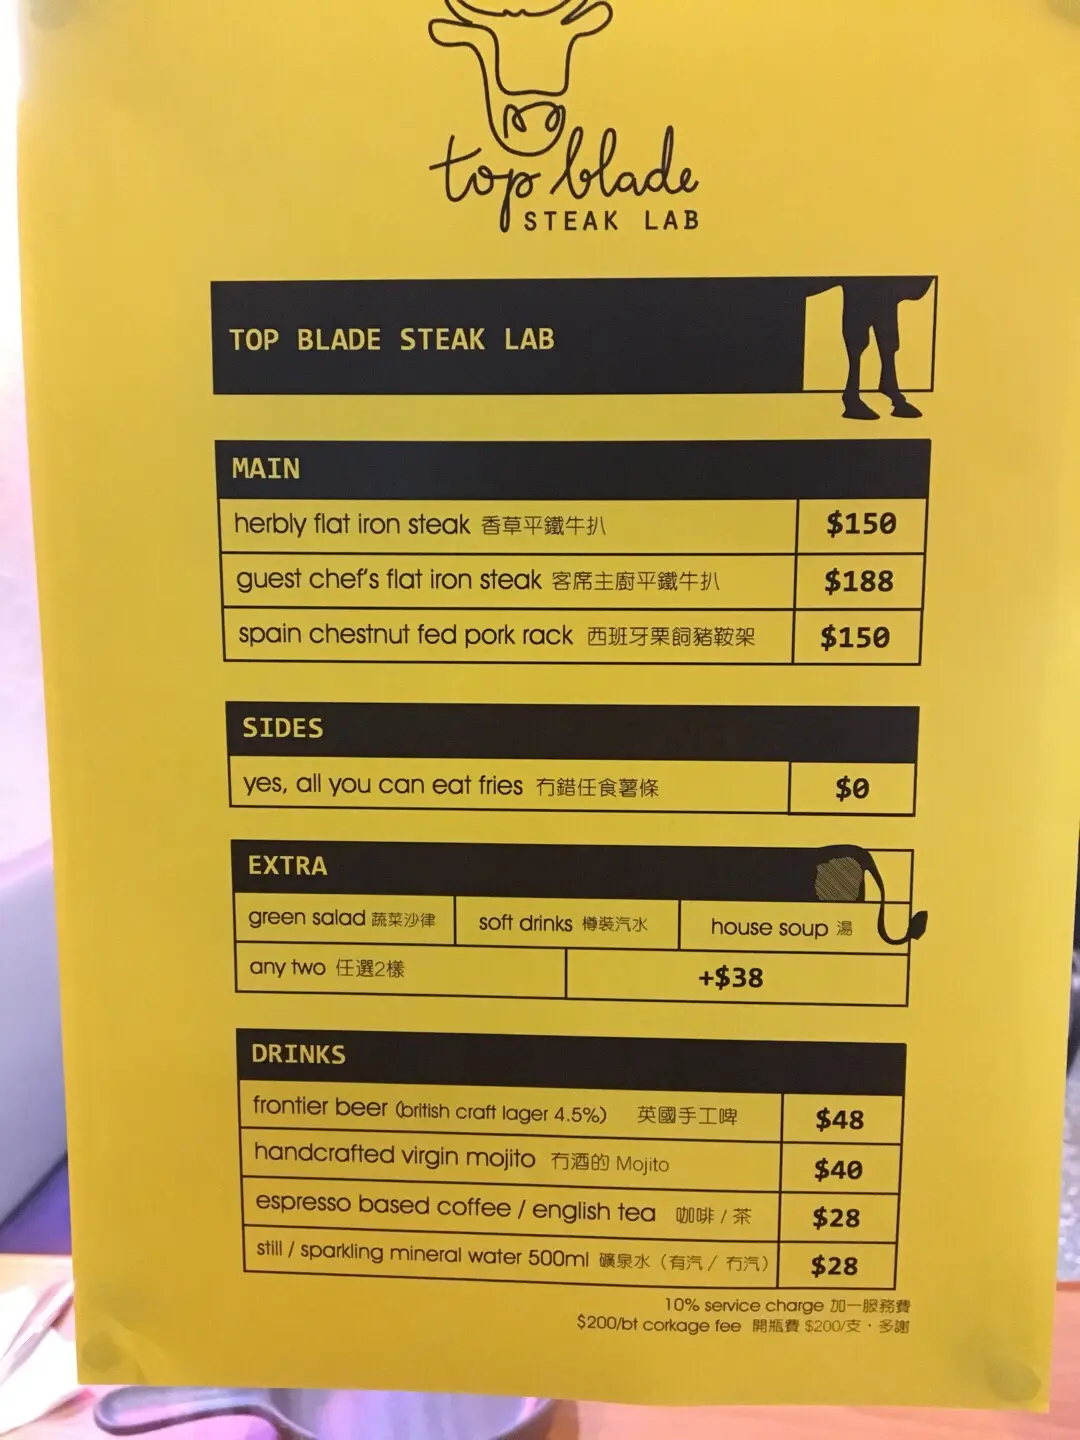 top blade
STEAK LAB
TOP BLADE STEAK LAB
MAIN
herbly flat iron steak 香草平鐵牛扒 $150
guest chef's flat iron steak 客席主廚平鐵牛扒 $188
spain chestnut fed pork rack 西班牙栗飼豬鞍架 $150
SIDES
yes, all you can eat fries 冇錯任食薯條 $0
EXTRA
green salad 蔬菜沙律 soft drinks 樽裝汽水 house soup 湯
any two 任選2樣 +$38
DRINKS
frontier beer (british craft lager 4.5%) 英國手工啤 $48
handcrafted virgin mojito 冇酒的 Mojito $40
espresso based coffee / english tea 咖啡 / 茶 $28
still / sparkling mineral water 500ml 礦泉水（有汽 / 冇汽） $28
10% service charge 加一服務費
$200/bt corkage fee 開瓶費 $200/支・多謝